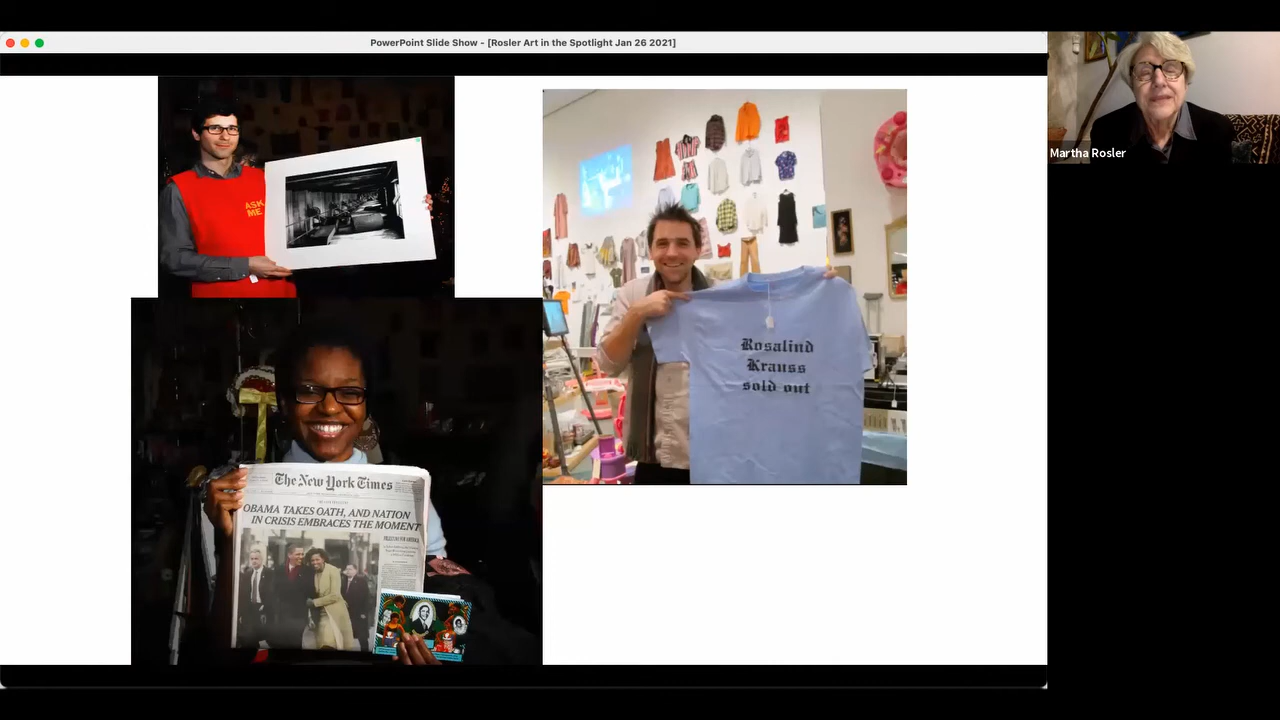 PowerPoint Slide Show - [Rosler Art in the Spotlight Jan 26 2021]
Martha Rosler
ASK
ME
Rosalind
Krauss
sold out
The New York Times
OBAMA TAKES OATH, AND NATION
IN CRISIS EMBRACES THE MOMENT